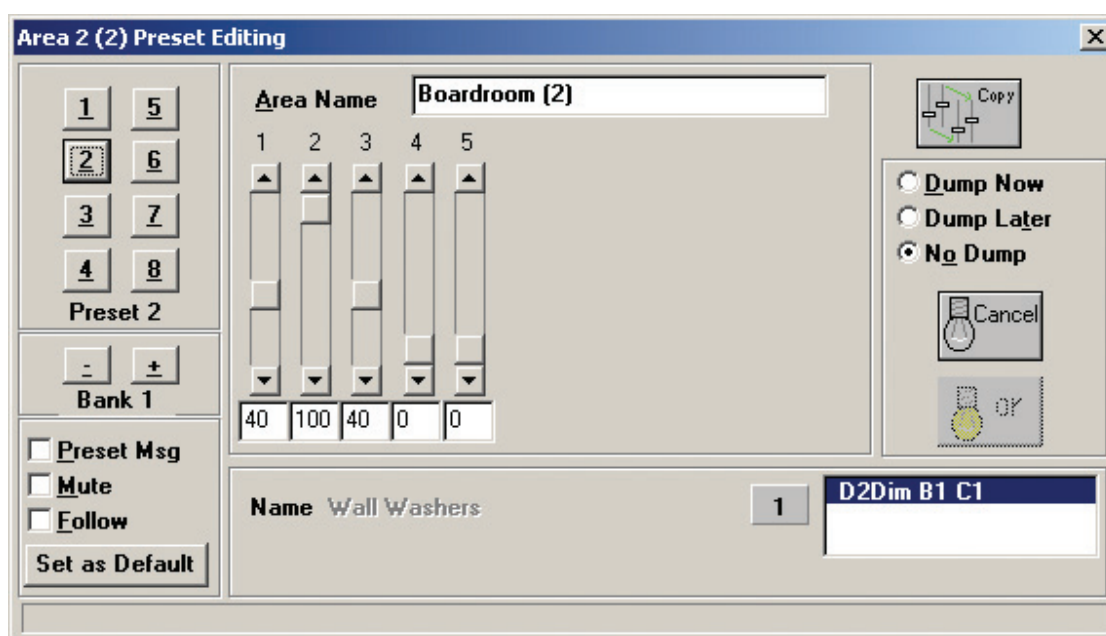 Area 2 (2) Preset Editing
1 5
2 6
3 7
4 8
Preset 2
- +
Bank 1
Preset Msg
Mute
Follow
Set as Default
Area Name Boardroom (2)
1 2 3 4 5
40 100 40 0 0
Name Wall Washers 1 D2Dim B1 C1
Copy
Dump Now
Dump Later
No Dump
Cancel